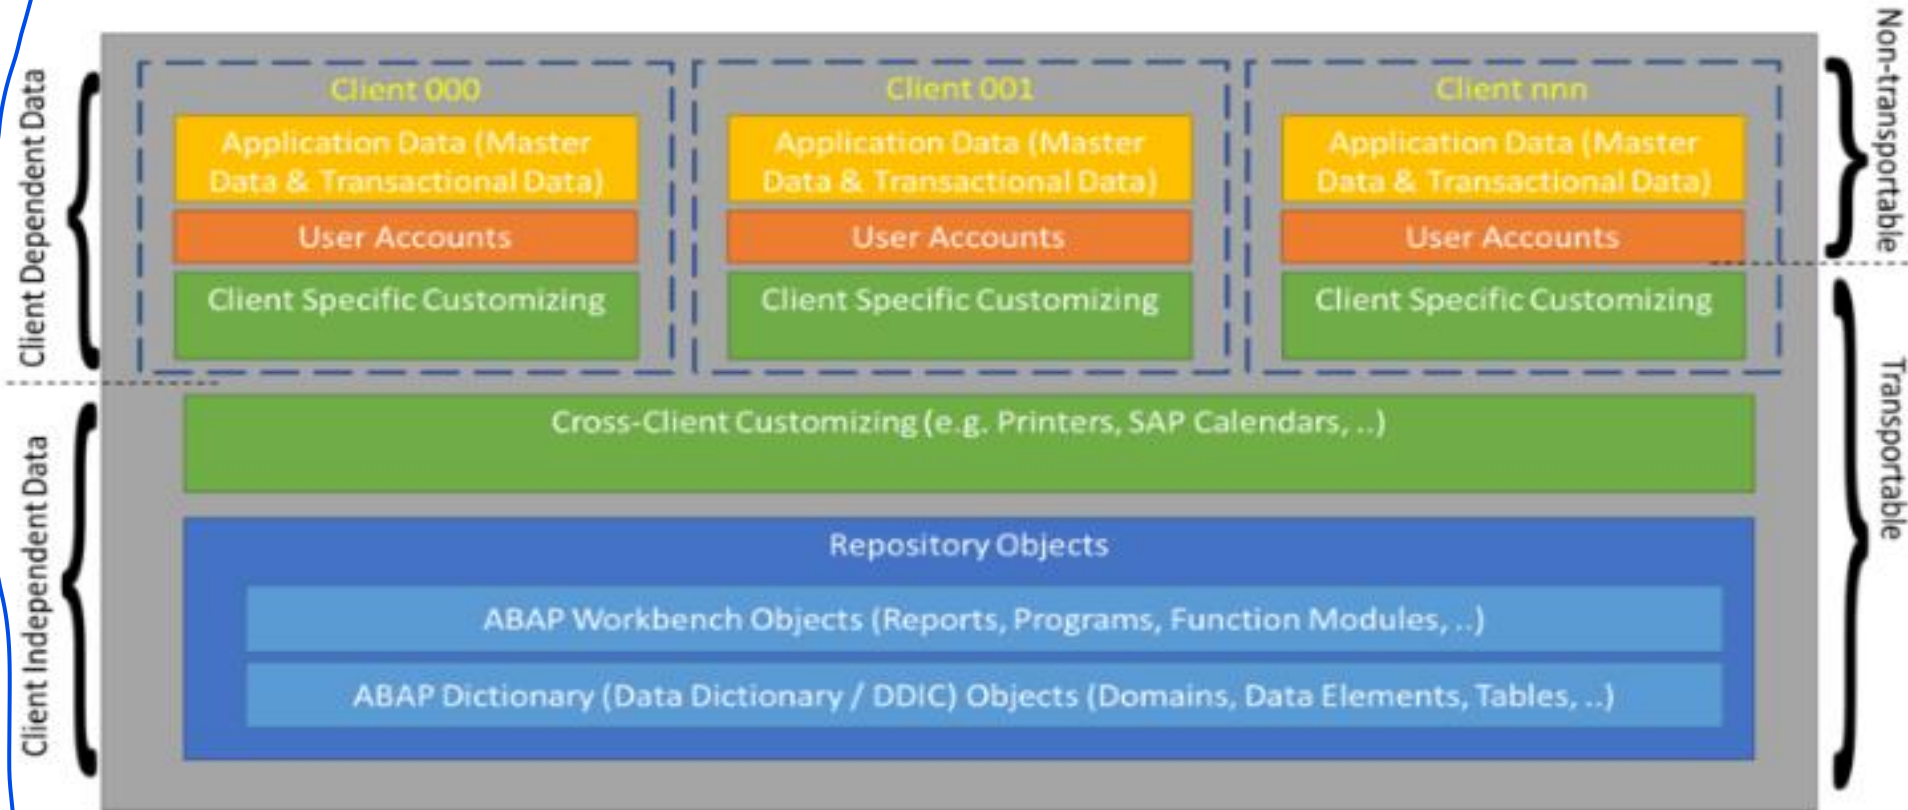 Client Dependent Data
Client Independent Data
Client 000
Application Data (Master
Data & Transactional Data)
User Accounts
Client Specific Customizing
Client 001
Application Data (Master
Data & Transactional Data)
User Accounts
Client Specific Customizing
Client nnn
Application Data (Master
Data & Transactional Data)
User Accounts
Client Specific Customizing
Cross-Client Customizing (e.g. Printers, SAP Calendars, ..)
Repository Objects
ABAP Workbench Objects (Reports, Programs, Function Modules, ..)
ABAP Dictionary (Data Dictionary / DDIC) Objects (Domains, Data Elements, Tables, ..)
Non-transportable
Transportable